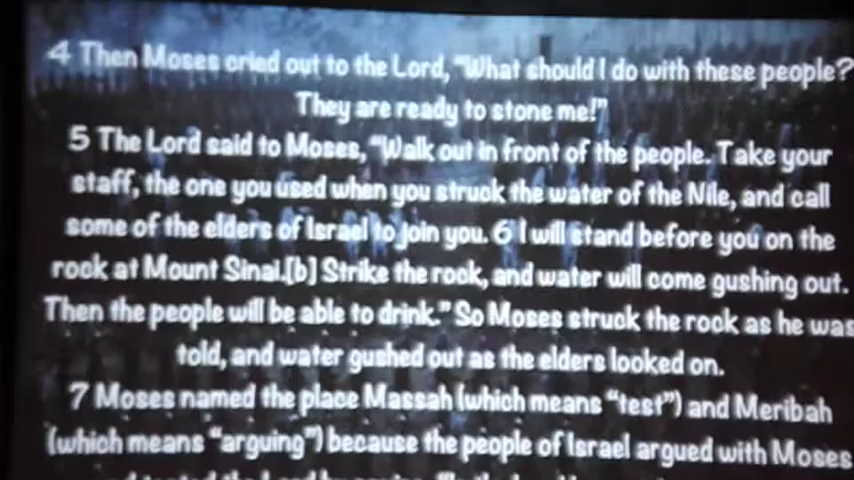 4 Then Moses cried out to the Lord, "What should I do with these people?
They are ready to stone me!"
5 The Lord said to Moses, "Walk out in front of the people. Take your
staff, the one you used when you struck the water of the Nile, and call
some of the elders of Israel to join you. 6 I will stand before you on the
rock at Mount Sinai.[b] Strike the rock, and water will come gushing out.
Then the people will be able to drink." So Moses struck the rock as he was
told, and water gushed out as the elders looked on.
7 Moses named the place Massah (which means "test") and Meribah
(which means "arguing") because the people of Israel argued with Moses